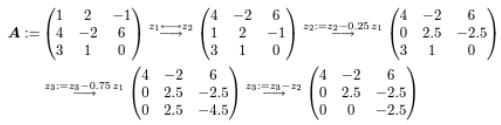 A := (1 2 −1; 4 −2 6; 3 1 0) z₁⟷z₂ (4 −2 6; 1 2 −1; 3 1 0) z₂:=z₂−0.25 z₁ ⟶ (4 −2 6; 0 2.5 −2.5; 3 1 0)
z₃:=z₃−0.75 z₁ ⟶ (4 −2 6; 0 2.5 −2.5; 0 2.5 −4.5) z₃:=z₃−z₂ ⟶ (4 −2 6; 0 2.5 −2.5; 0 0 −2.5)